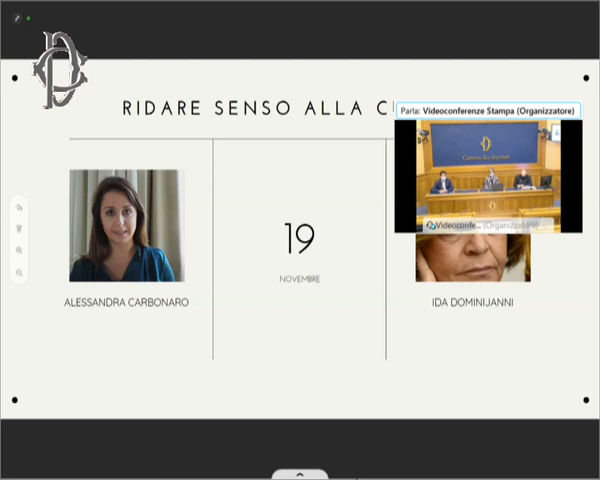 RIDARE SENSO ALLA C
Parla: Videoconferenze Stampa (Organizzatore)
Camera dei deputati
Videoconfe... (Organizzatore)
19
NOVEMBRE
ALESSANDRA CARBONARO
IDA DOMINIJANNI